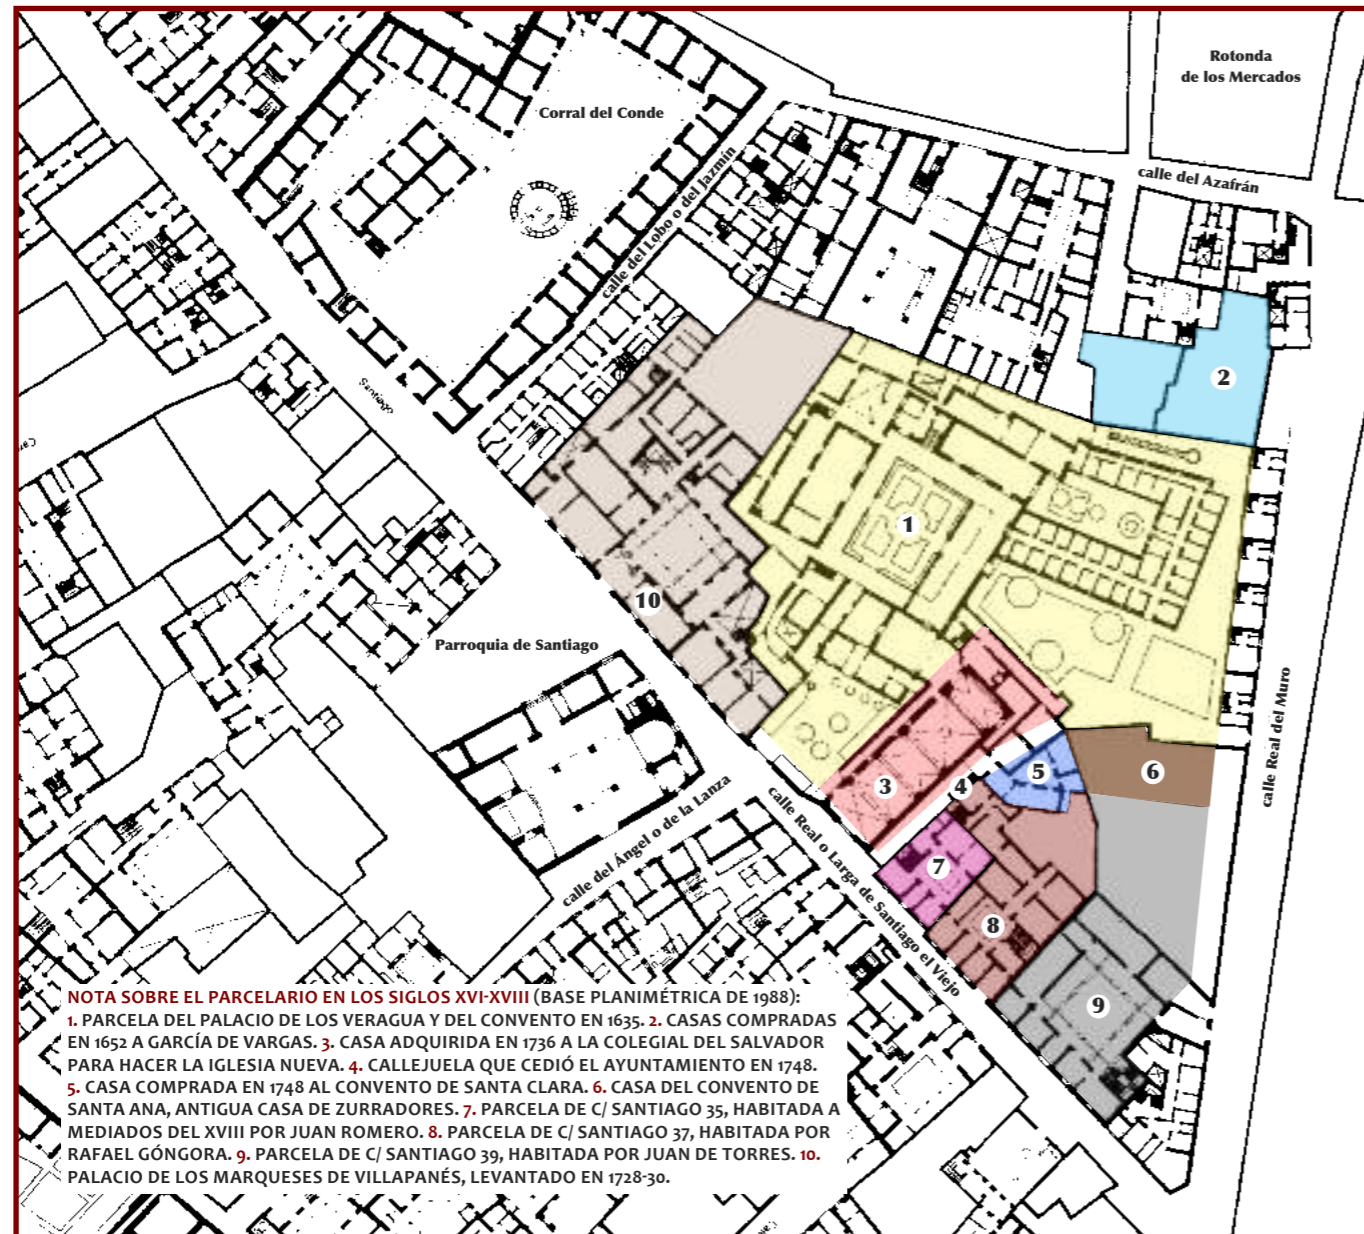 Rotonda
de los Mercados
Corral del Conde
calle del Azafrán
calle del Lobo o del Jazmín
2
Santiago
1
10
Parroquia de Santiago
calle Real del Muro
3
4
5
6
calle del Ángel o de la Lanza
calle Real o Larga de Santiago el Viejo
7
8
9
NOTA SOBRE EL PARCELARIO EN LOS SIGLOS XVI-XVIII (BASE PLANIMÉTRICA DE 1988):
1. PARCELA DEL PALACIO DE LOS VERAGUA Y DEL CONVENTO EN 1635. 2. CASAS COMPRADAS
EN 1652 A GARCÍA DE VARGAS. 3. CASA ADQUIRIDA EN 1736 A LA COLEGIAL DEL SALVADOR
PARA HACER LA IGLESIA NUEVA. 4. CALLEJUELA QUE CEDIÓ EL AYUNTAMIENTO EN 1748.
5. CASA COMPRADA EN 1748 AL CONVENTO DE SANTA CLARA. 6. CASA DEL CONVENTO DE
SANTA ANA, ANTIGUA CASA DE ZURRADORES. 7. PARCELA DE C/ SANTIAGO 35, HABITADA A
MEDIADOS DEL XVIII POR JUAN ROMERO. 8. PARCELA DE C/ SANTIAGO 37, HABITADA POR
RAFAEL GÓNGORA. 9. PARCELA DE C/ SANTIAGO 39, HABITADA POR JUAN DE TORRES. 10.
PALACIO DE LOS MARQUESES DE VILLAPANÉS, LEVANTADO EN 1728-30.